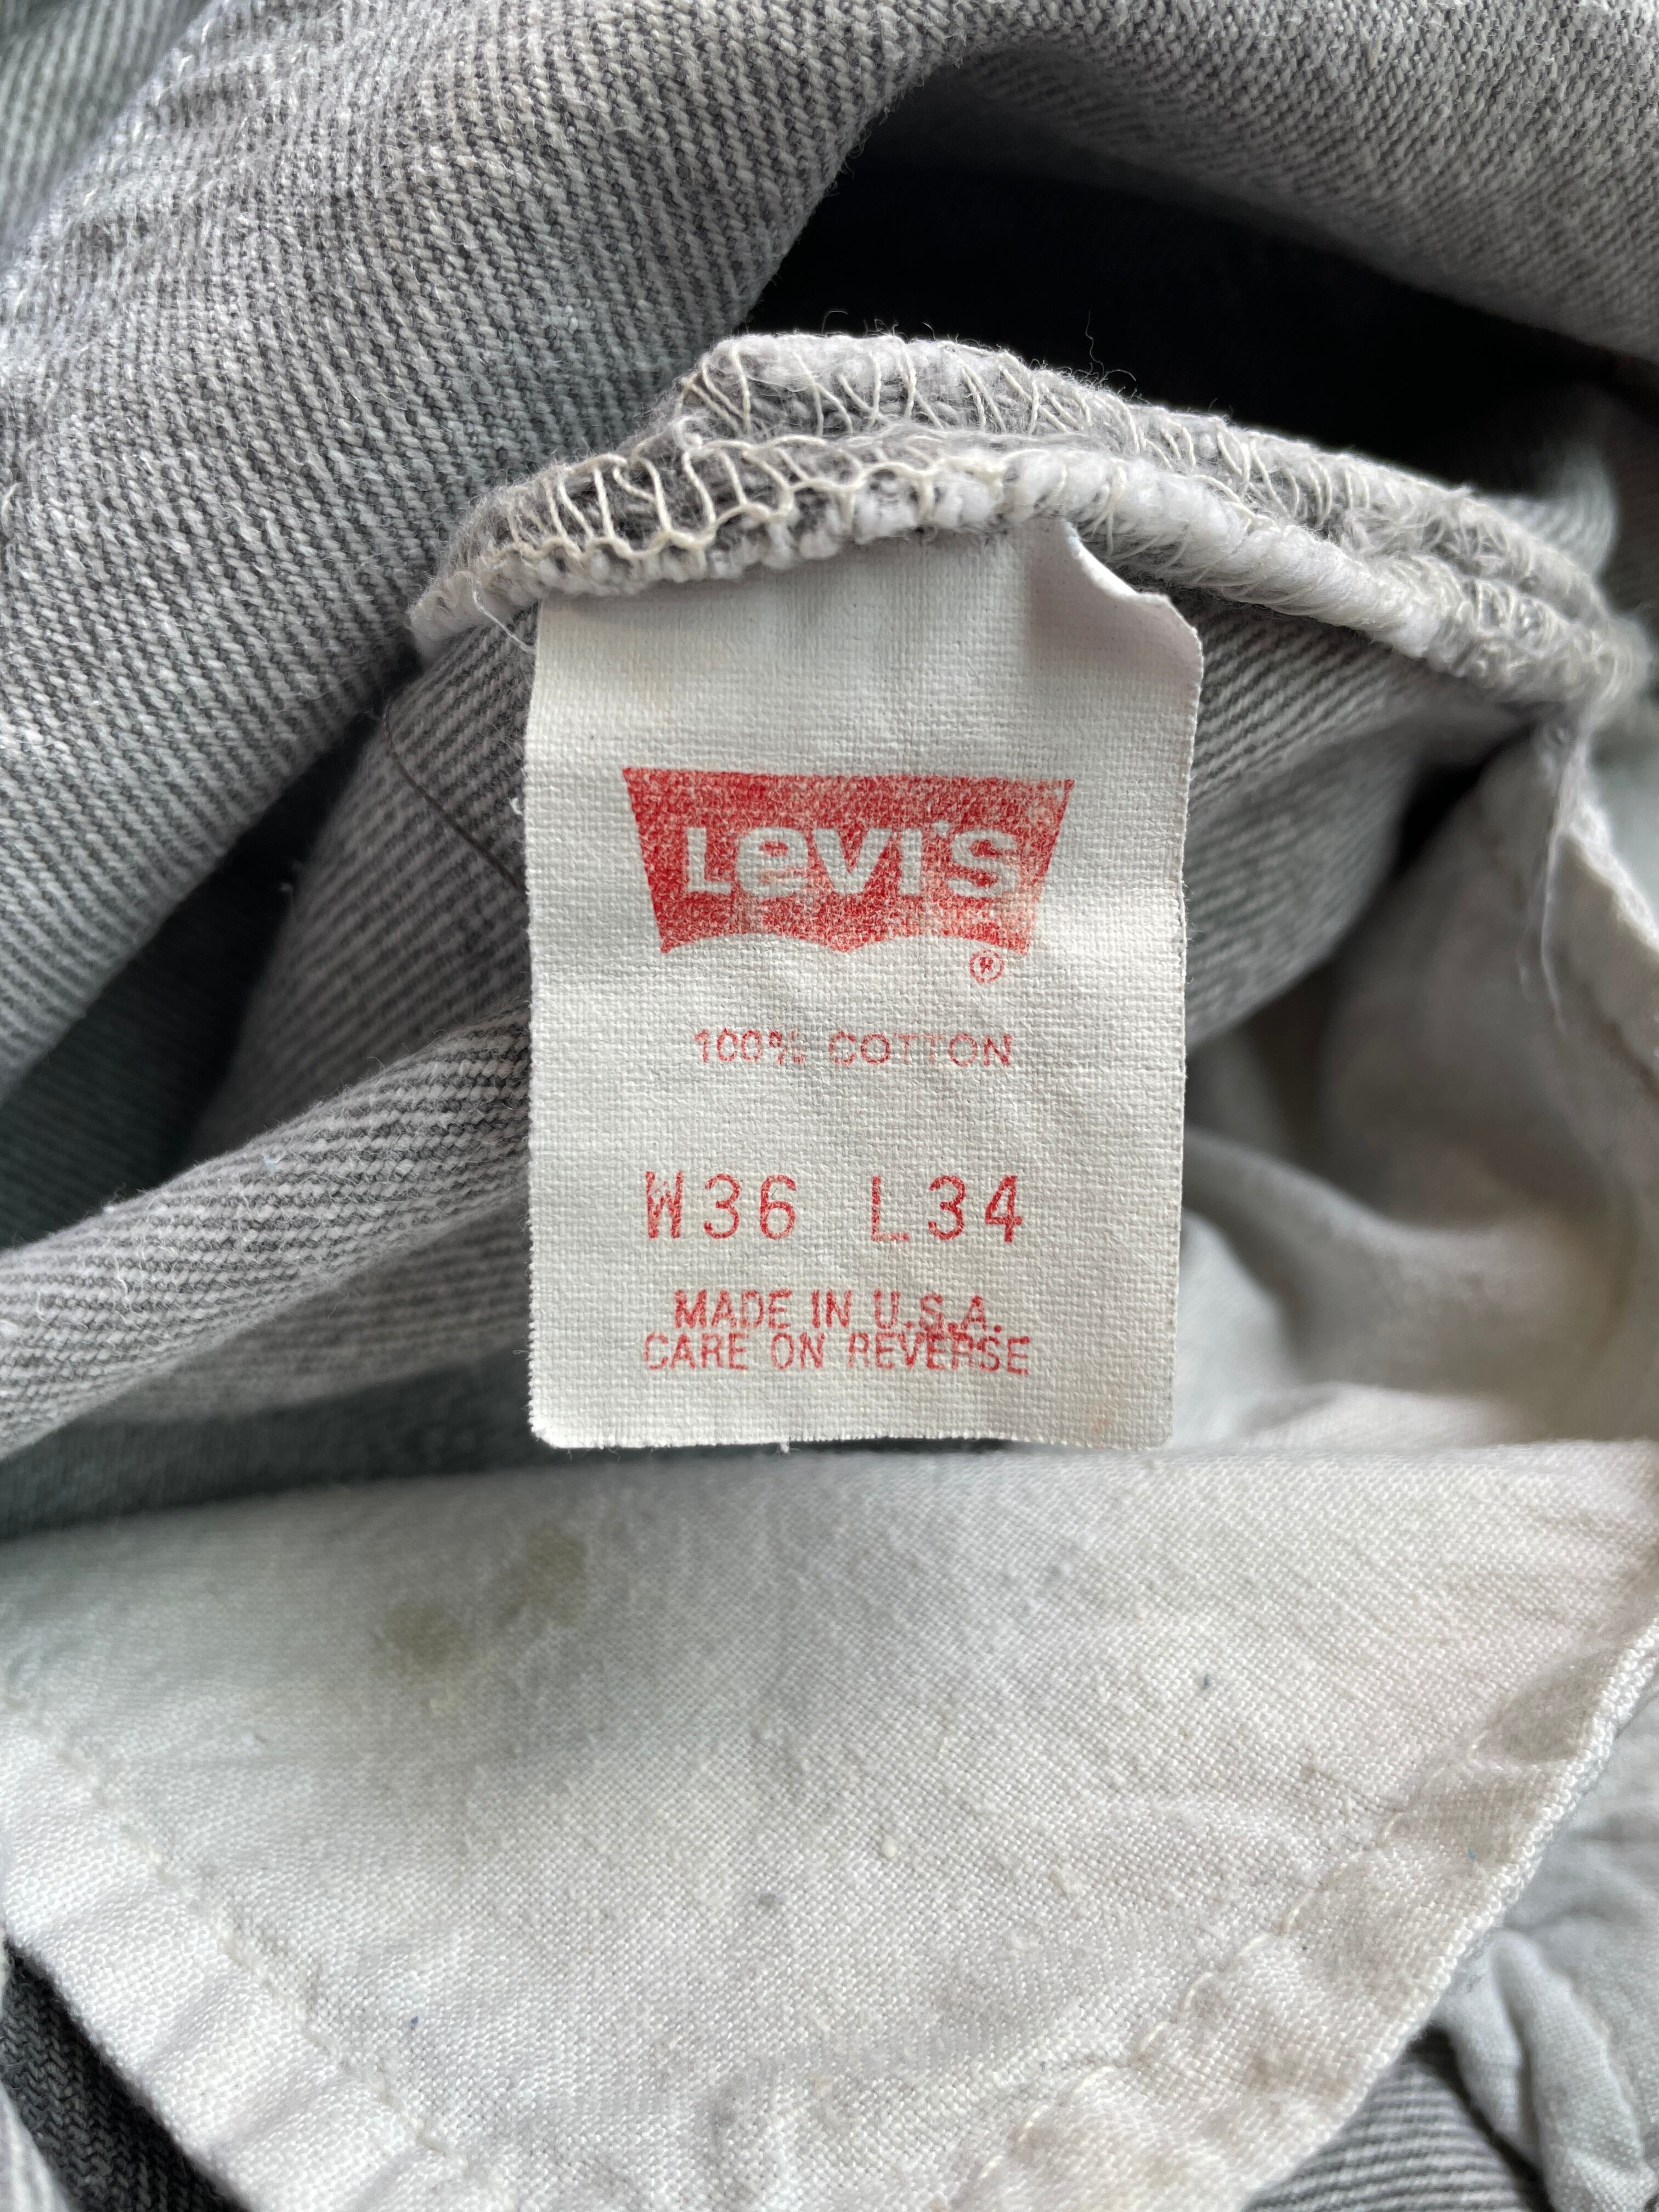 Levi's
®
100% COTTON
W36 L34
MADE IN U.S.A.
CARE ON REVERSE